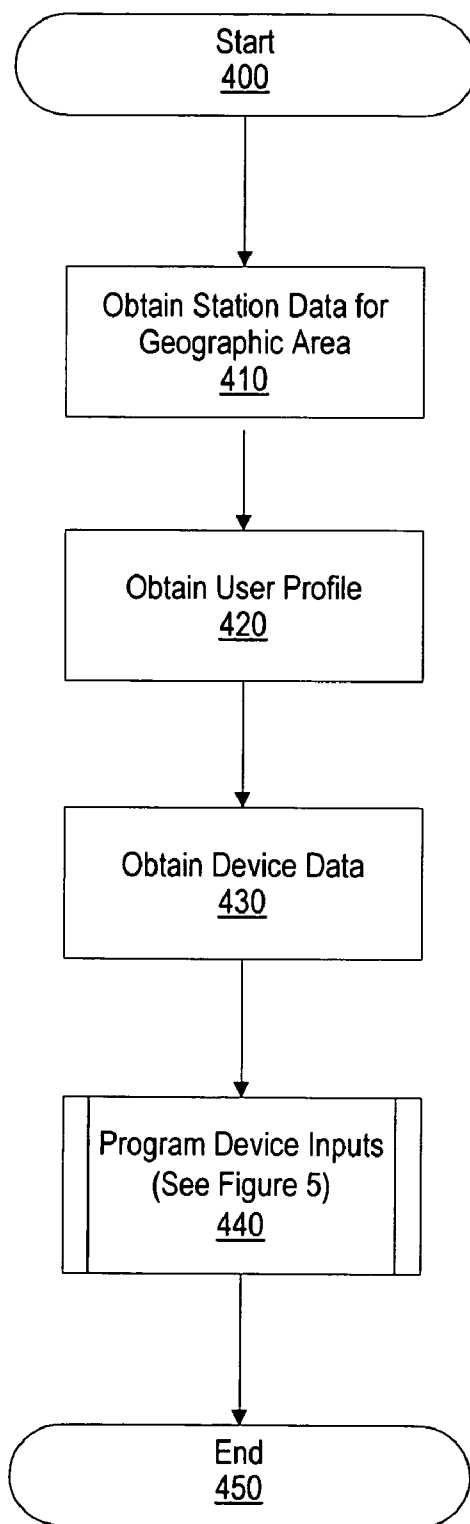 Start
400
Obtain Station Data for
Geographic Area
410
Obtain User Profile
420
Obtain Device Data
430
Program Device Inputs
(See Figure 5)
440
End
450